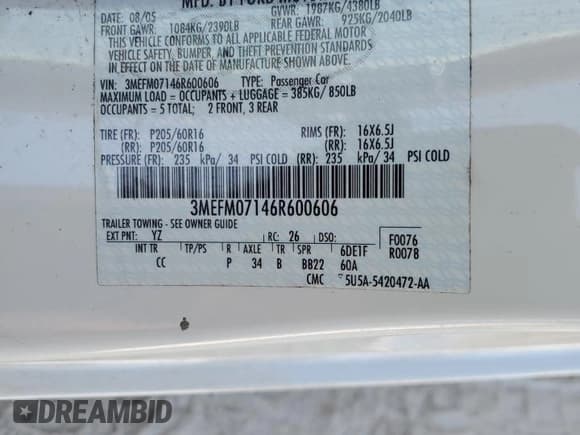 MFD. BY FORD MOTOR
DATE: 08/05 GVWR: 1987KG/4380LB
FRONT GAWR: 1084KG/2390LB REAR GAWR: 925KG/2040LB
THIS VEHICLE CONFORMS TO ALL APPLICABLE FEDERAL MOTOR
VEHICLE SAFETY, BUMPER, AND THEFT PREVENTION STANDARDS
IN EFFECT ON THE DATE OF MANUFACTURE SHOWN ABOVE.
VIN: 3MEFM07146R600606 TYPE: Passenger Car
MAXIMUM LOAD = OCCUPANTS + LUGGAGE = 385KG/ 850LB
OCCUPANTS = 5 TOTAL; 2 FRONT, 3 REAR
TIRE (FR): P205/60R16 RIMS (FR): 16X6.5J
(RR): P205/60R16 (RR): 16X6.5J
PRESSURE (FR): 235 kPa/ 34 PSI COLD (RR): 235 kPa/ 34 PSI COLD
3MEFM07146R600606
TRAILER TOWING - SEE OWNER GUIDE
EXT PNT: YZ RC: 26 DSO: F0076
INT TR TP/PS R AXLE TR SPR 6DE1F R0078
CC P 34 B BB22 60A
CMC 5U5A-5420472-AA
DREAMBID